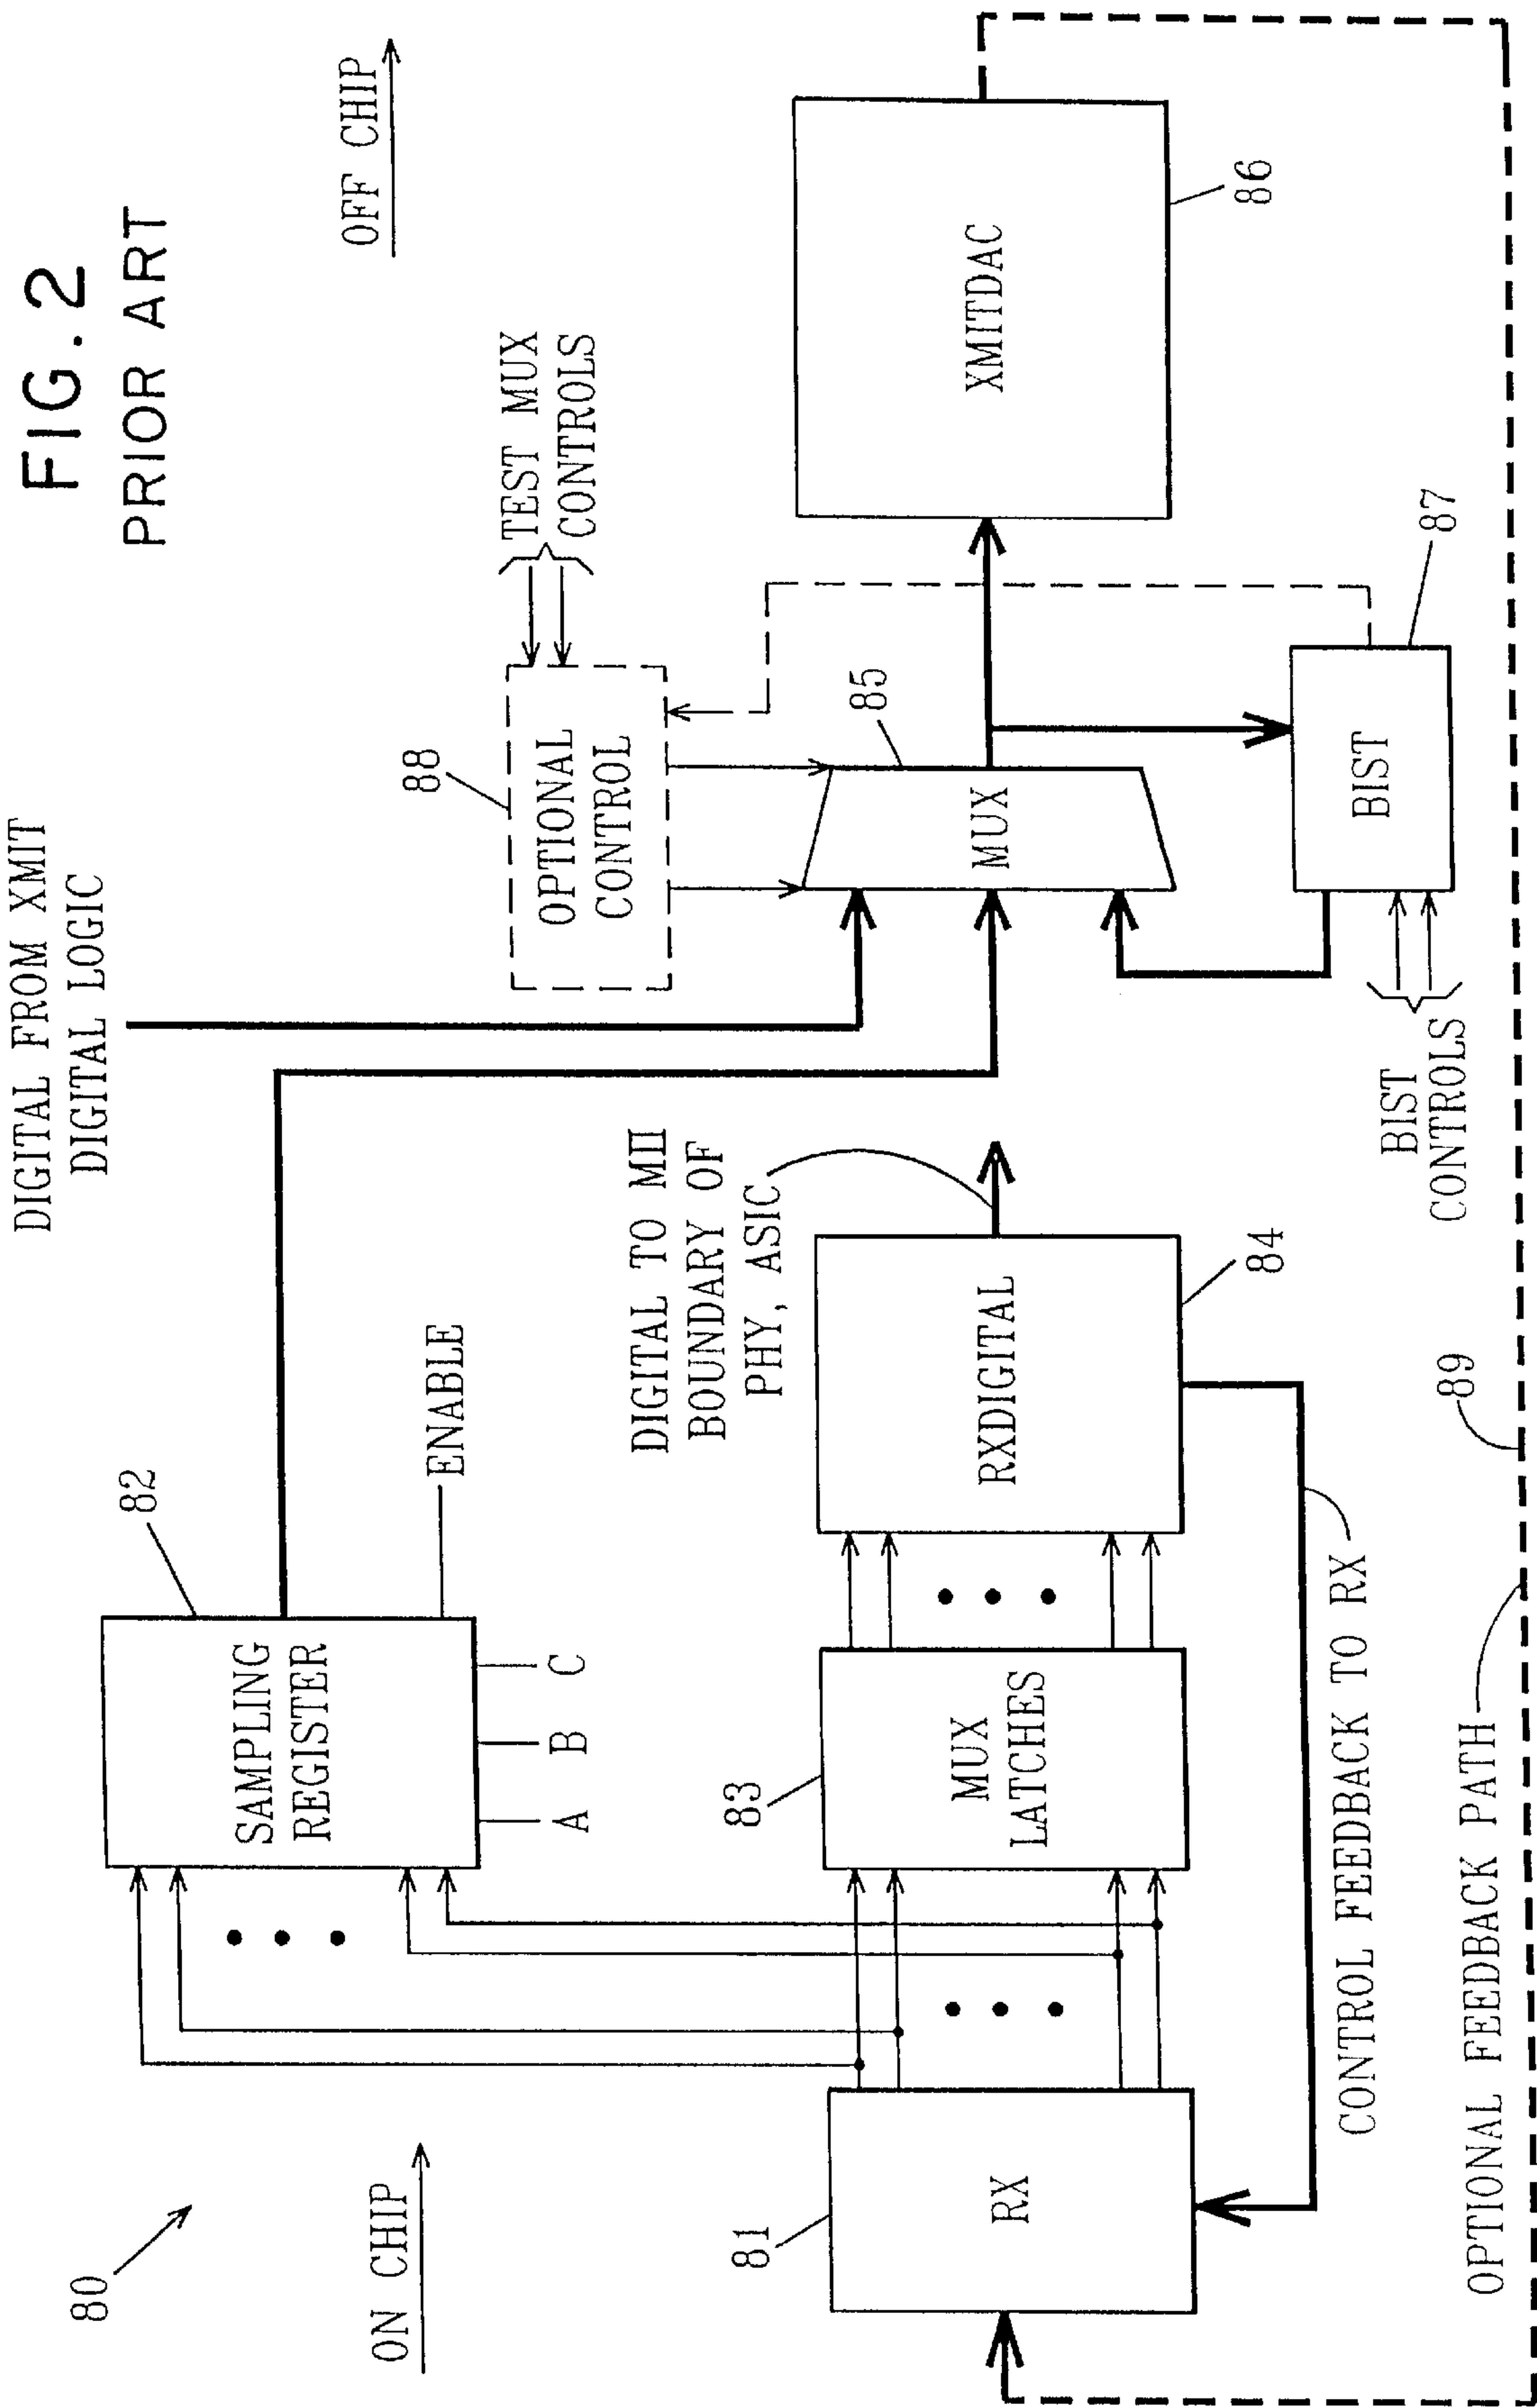 FIG. 2
PRIOR ART
80
ON CHIP
OFF CHIP
DIGITAL FROM XMIT
DIGITAL LOGIC
82
SAMPLING
REGISTER
A
B
C
ENABLE
88
OPTIONAL
CONTROL
TEST MUX
CONTROLS
81
RX
83
MUX
LATCHES
RXDIGITAL
84
DIGITAL TO MII
BOUNDARY OF
PHY, ASIC
85
MUX
XMITDAC
86
BIST
87
BIST
CONTROLS
CONTROL FEEDBACK TO RX
OPTIONAL FEEDBACK PATH
89